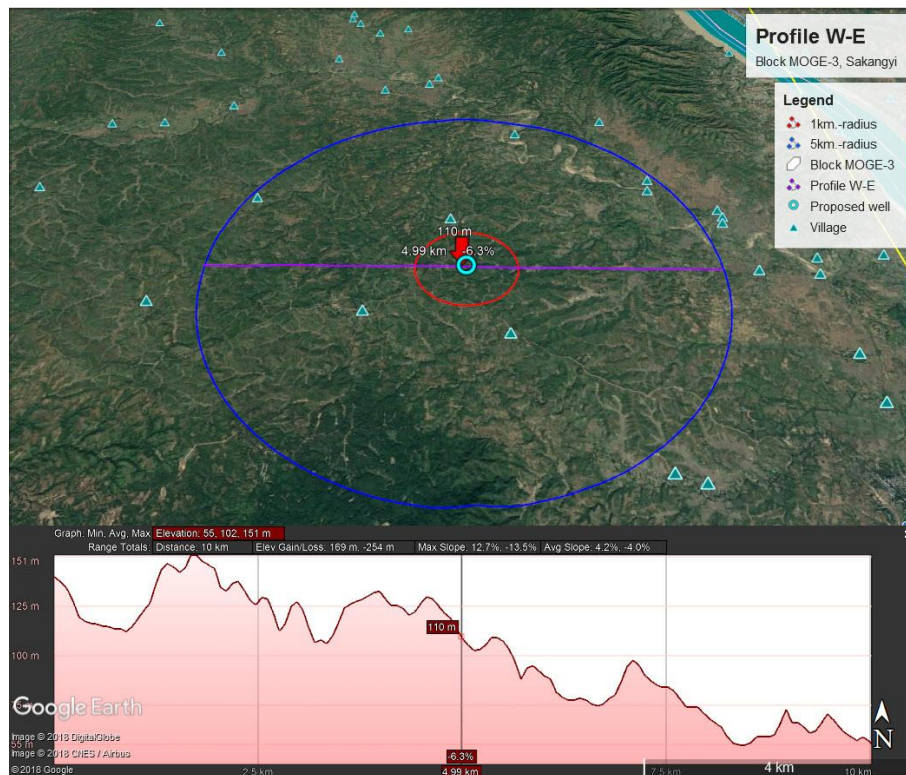 Profile W-E
Block MOGE-3, Sakangyi
Legend
1km.-radius
5km.-radius
Block MOGE-3
Profile W-E
Proposed well
Village
110 m
4.99 km -6.3%
Graph: Min, Avg, Max Elevation: 55, 102, 151 m
Range Totals: Distance: 10 km Elev Gain/Loss: 169 m, -254 m Max Slope: 12.7%, -13.5% Avg Slope: 4.2%, -4.0%
151 m
125 m
110 m
100 m
75 m
Google Earth
N
Image © 2018 DigitalGlobe
55 m
Image © 2018 CNES / Airbus
-6.3%
© 2018 Google
2.5 km 4.99 km 7.5 km 4 km 10 km